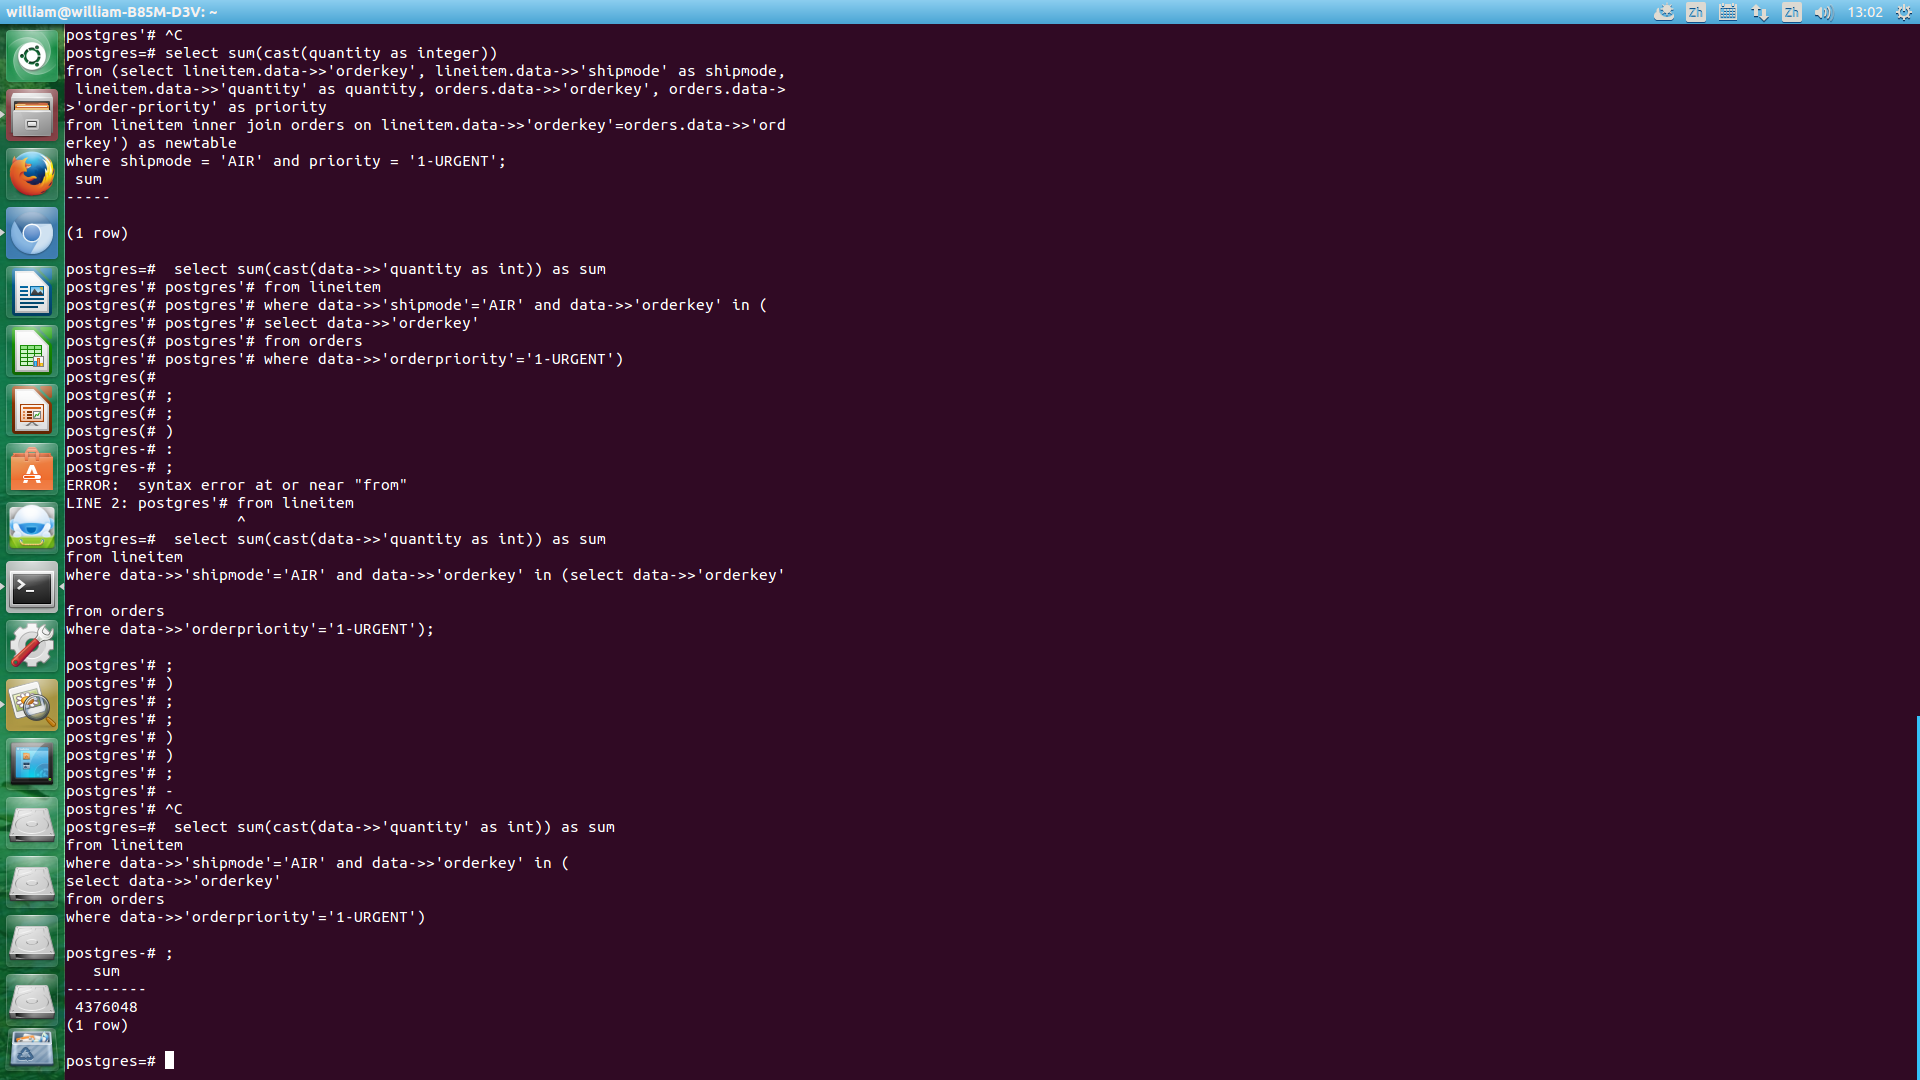 william@william-B85M-D3V: ~
Zh
Zh
13:02
postgres'# ^C
postgres=# select sum(cast(quantity as integer))
from (select lineitem.data->>'orderkey', lineitem.data->>'shipmode' as shipmode,
 lineitem.data->>'quantity' as quantity, orders.data->>'orderkey', orders.data->
>'order-priority' as priority
from lineitem inner join orders on lineitem.data->>'orderkey'=orders.data->>'ord
erkey') as newtable
where shipmode = 'AIR' and priority = '1-URGENT';
 sum
-----

(1 row)

postgres=#  select sum(cast(data->>'quantity as int)) as sum
postgres'# postgres'# from lineitem
postgres(# postgres'# where data->>'shipmode'='AIR' and data->>'orderkey' in (
postgres'# postgres'# select data->>'orderkey'
postgres(# postgres'# from orders
postgres'# postgres'# where data->>'orderpriority'='1-URGENT')
postgres(#
postgres(# ;
postgres(# ;
postgres(# )
postgres-# :
postgres-# ;
ERROR:  syntax error at or near "from"
LINE 2: postgres'# from lineitem
                   ^
postgres=#  select sum(cast(data->>'quantity as int)) as sum
from lineitem
where data->>'shipmode'='AIR' and data->>'orderkey' in (select data->>'orderkey'

from orders
where data->>'orderpriority'='1-URGENT');

postgres'# ;
postgres'# )
postgres'# ;
postgres'# ;
postgres'# )
postgres'# )
postgres'# ;
postgres'# -
postgres'# ^C
postgres=#  select sum(cast(data->>'quantity' as int)) as sum
from lineitem
where data->>'shipmode'='AIR' and data->>'orderkey' in (
select data->>'orderkey'
from orders
where data->>'orderpriority'='1-URGENT')

postgres-# ;
   sum
---------
 4376048
(1 row)

postgres=#